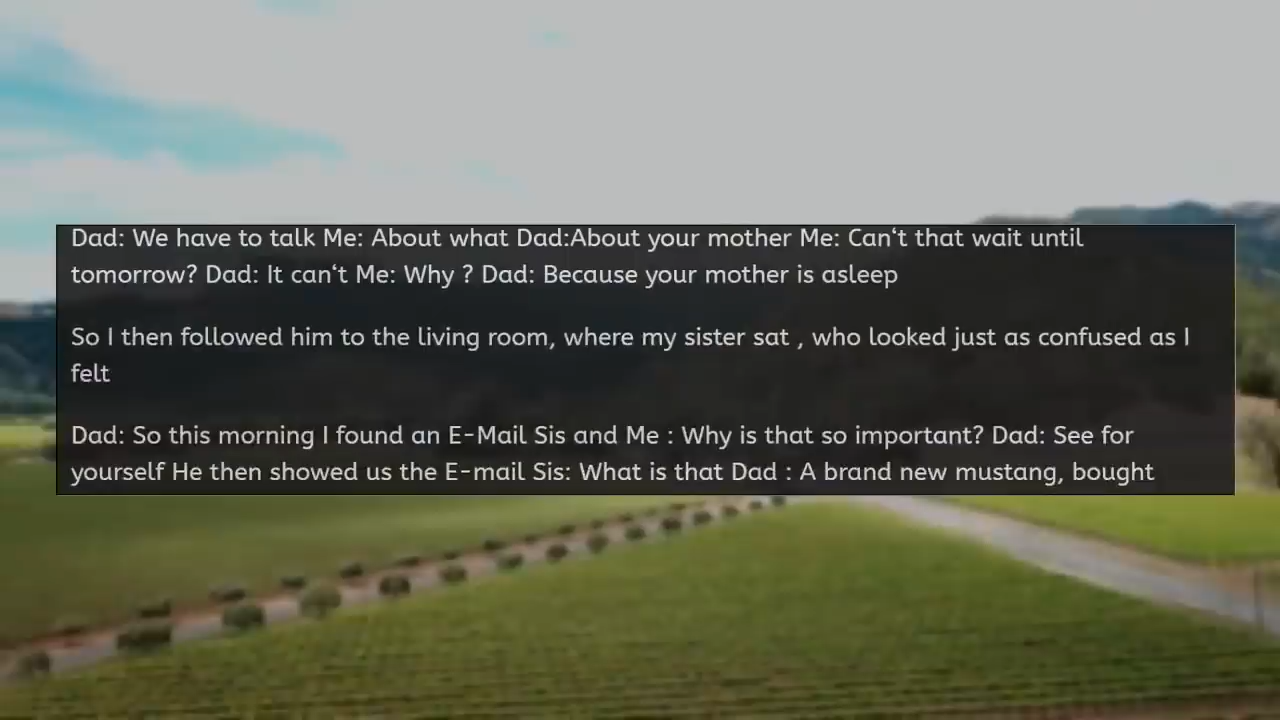 Dad: We have to talk Me: About what Dad:About your mother Me: Can‘t that wait until
tomorrow? Dad: It can‘t Me: Why ? Dad: Because your mother is asleep
So I then followed him to the living room, where my sister sat , who looked just as confused as I
felt
Dad: So this morning I found an E-Mail Sis and Me : Why is that so important? Dad: See for
yourself He then showed us the E-mail Sis: What is that Dad : A brand new mustang, bought